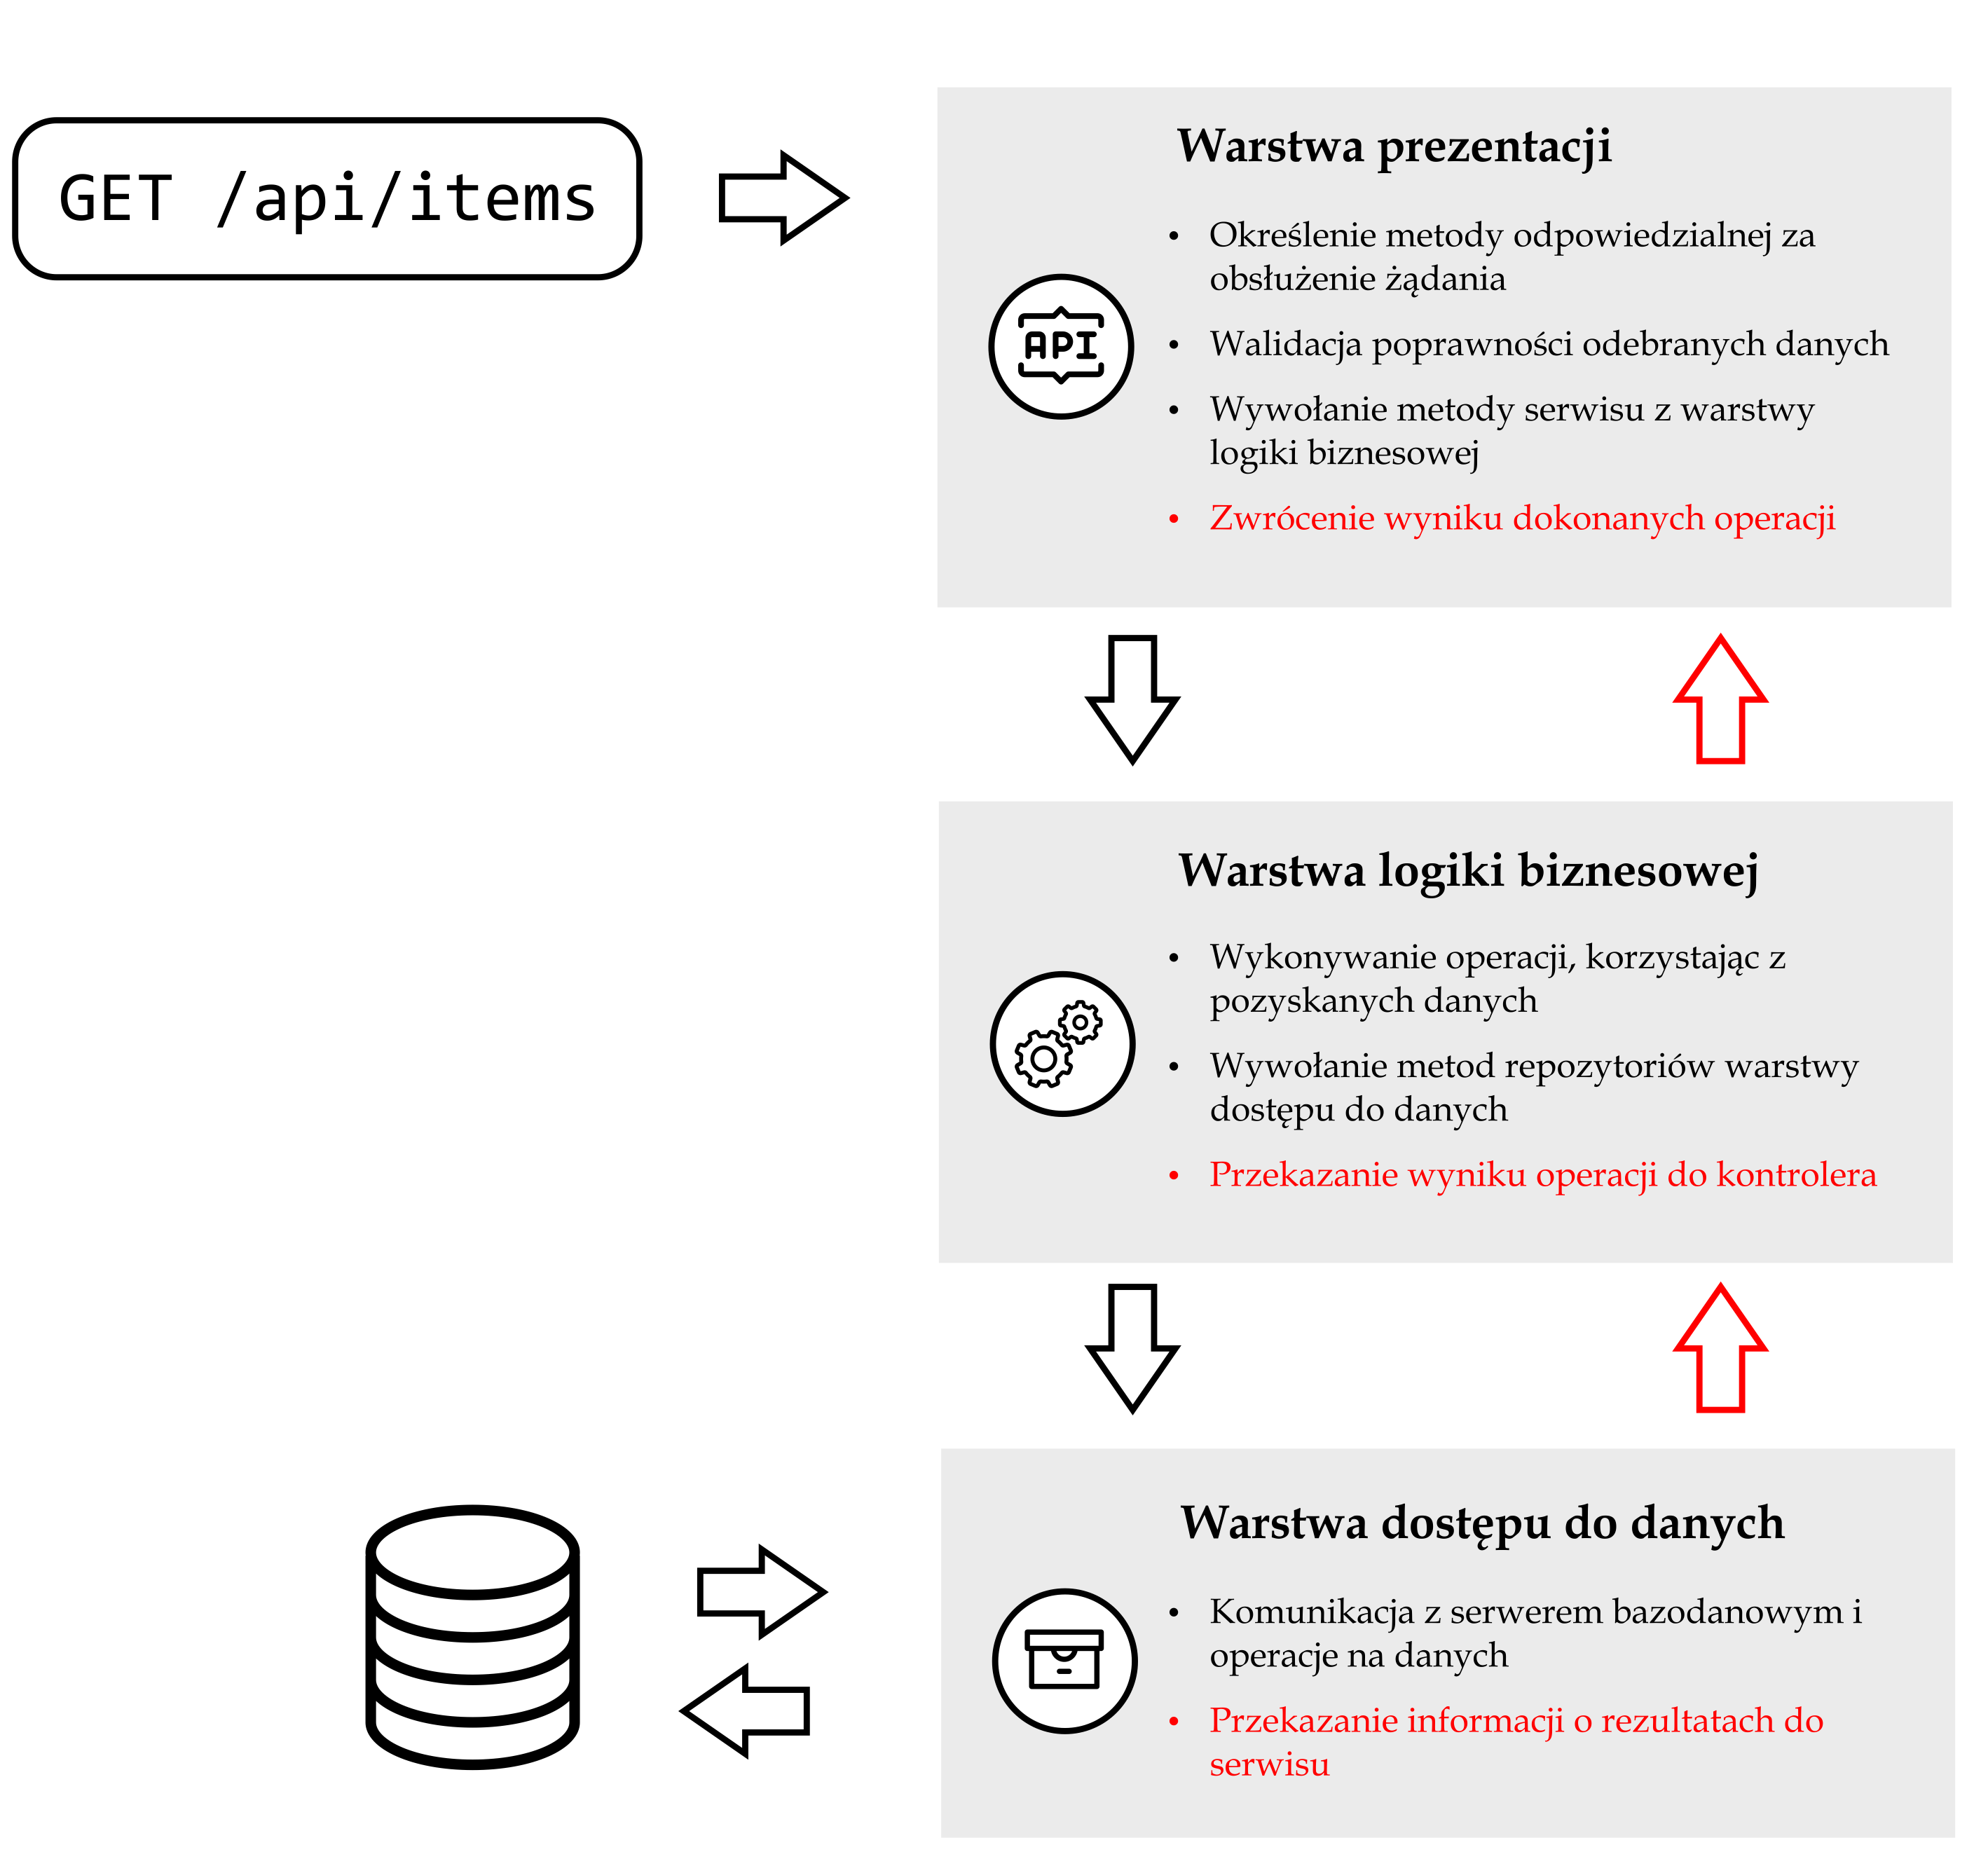 GET /api/items
Warstwa prezentacji
API
• Określenie metody odpowiedzialnej za
obsłużenie żądania
• Walidacja poprawności odebranych danych
• Wywołanie metody serwisu z warstwy
logiki biznesowej
• Zwrócenie wyniku dokonanych operacji
Warstwa logiki biznesowej
• Wykonywanie operacji, korzystając z
pozyskanych danych
• Wywołanie metod repozytoriów warstwy
dostępu do danych
• Przekazanie wyniku operacji do kontrolera
Warstwa dostępu do danych
• Komunikacja z serwerem bazodanowym i
operacje na danych
• Przekazanie informacji o rezultatach do
serwisu